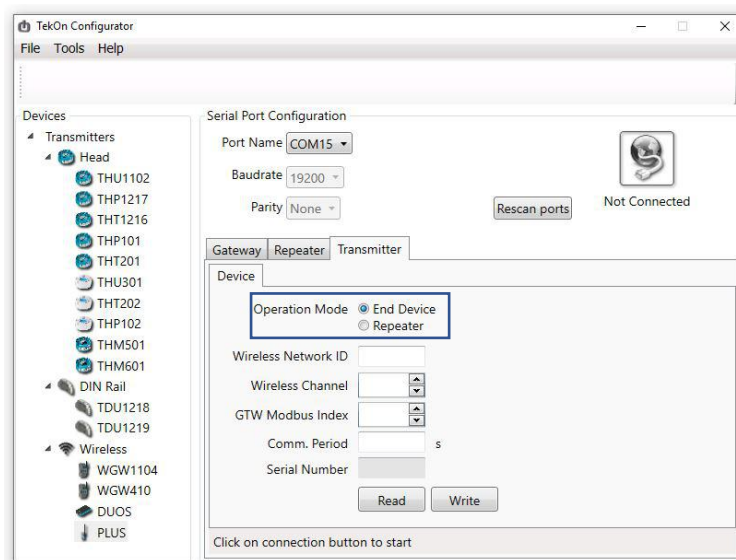 TekOn Configurator
File Tools Help
Devices
Transmitters
Head
THU1102
THP1217
THT1216
THP101
THT201
THU301
THT202
THP102
THM501
THM601
DIN Rail
TDU1218
TDU1219
Wireless
WGW1104
WGW410
DUOS
PLUS
Serial Port Configuration
Port Name COM15
Baudrate 19200
Parity None
Rescan ports
Not Connected
Gateway Repeater Transmitter
Device
Operation Mode End Device
Repeater
Wireless Network ID
Wireless Channel
GTW Modbus Index
Comm. Period s
Serial Number
Read Write
Click on connection button to start